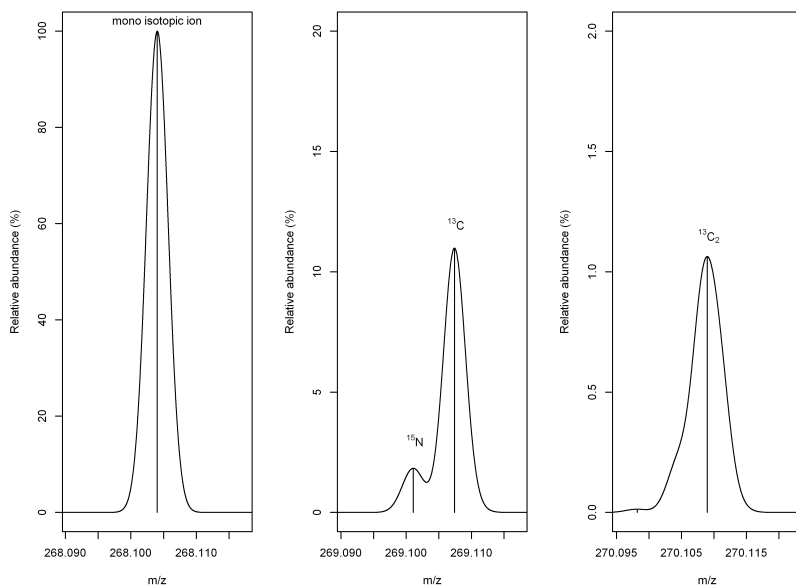 mono isotopic ion
100
80
60
40
20
0
Relative abundance (%)
268.090 268.100 268.110
m/z
20
15
10
5
0
Relative abundance (%)
¹³C
¹⁵N
269.090 269.100 269.110
m/z
2.0
1.5
1.0
0.5
0.0
Relative abundance (%)
¹³C₂
270.095 270.105 270.115
m/z